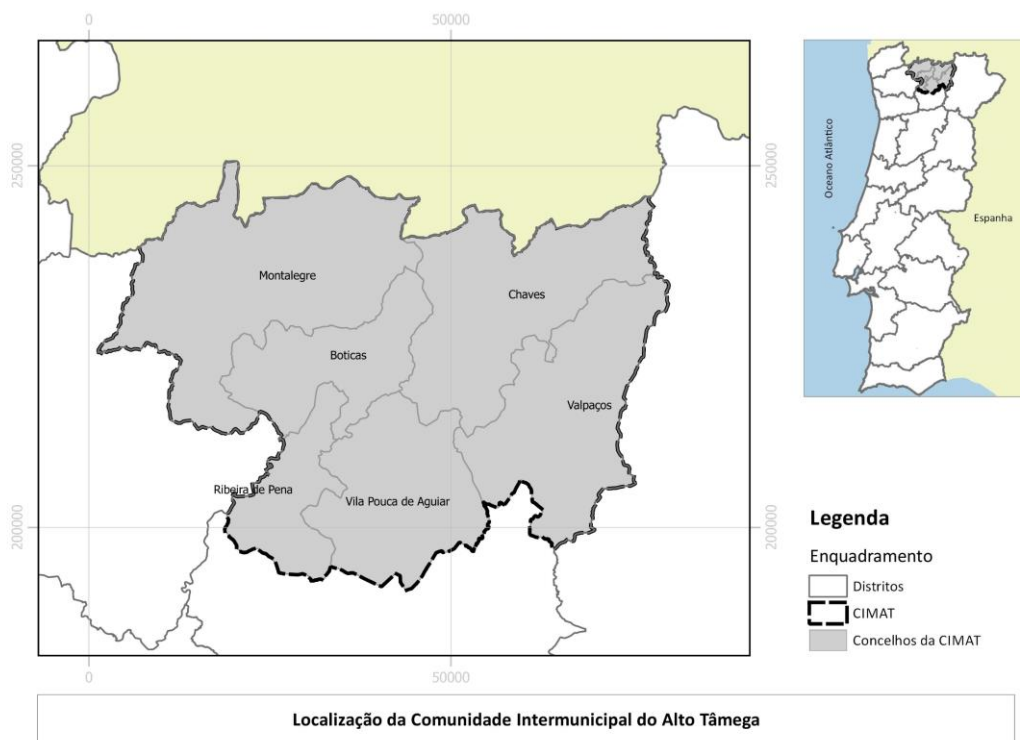 0
50000
250000
250000
Montalegre
Chaves
Boticas
Valpaços
Ribeira de Pena
Vila Pouca de Aguiar
200000
200000
0
50000
Oceano Atlântico
Espanha
Legenda
Enquadramento
Distritos
CIMAT
Concelhos da CIMAT
Localização da Comunidade Intermunicipal do Alto Tâmega